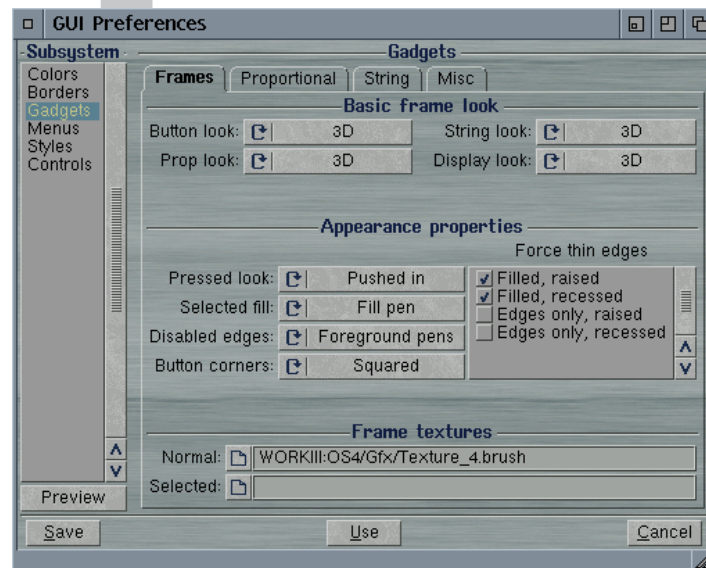 GUI Preferences
Subsystem
Colors
Borders
Gadgets
Menus
Styles
Controls
Preview
Gadgets
Frames Proportional String Misc
Basic frame look
Button look: 3D String look: 3D
Prop look: 3D Display look: 3D
Appearance properties
Force thin edges
Pressed look: Pushed in
Selected fill: Fill pen
Disabled edges: Foreground pens
Button corners: Squared
Filled, raised
Filled, recessed
Edges only, raised
Edges only, recessed
Frame textures
Normal: WORKIII:OS4/Gfx/Texture_4.brush
Selected:
Save Use Cancel